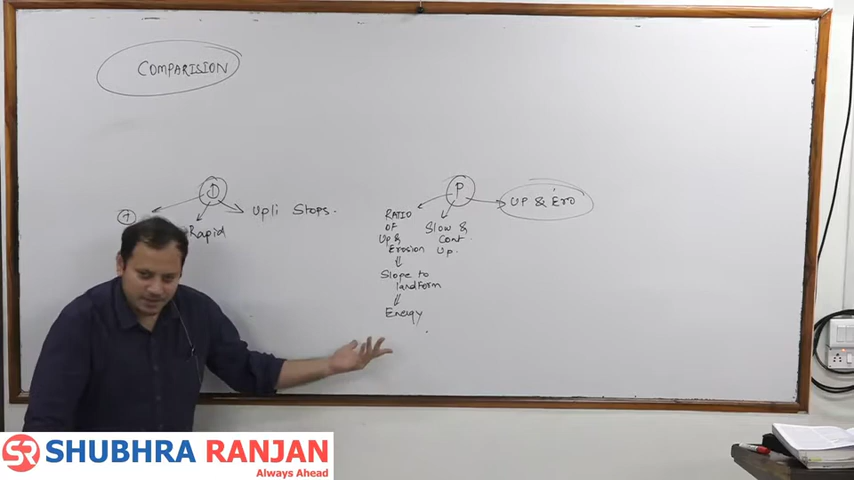 COMPARISION
D
Rapid
Upli Stops.
P
RATIO
OF
Up &
Erosion
Slope to
landform
Energy
Slow &
Cont
Up.
UP & Ero
SR
SHUBHRA RANJAN
Always Ahead